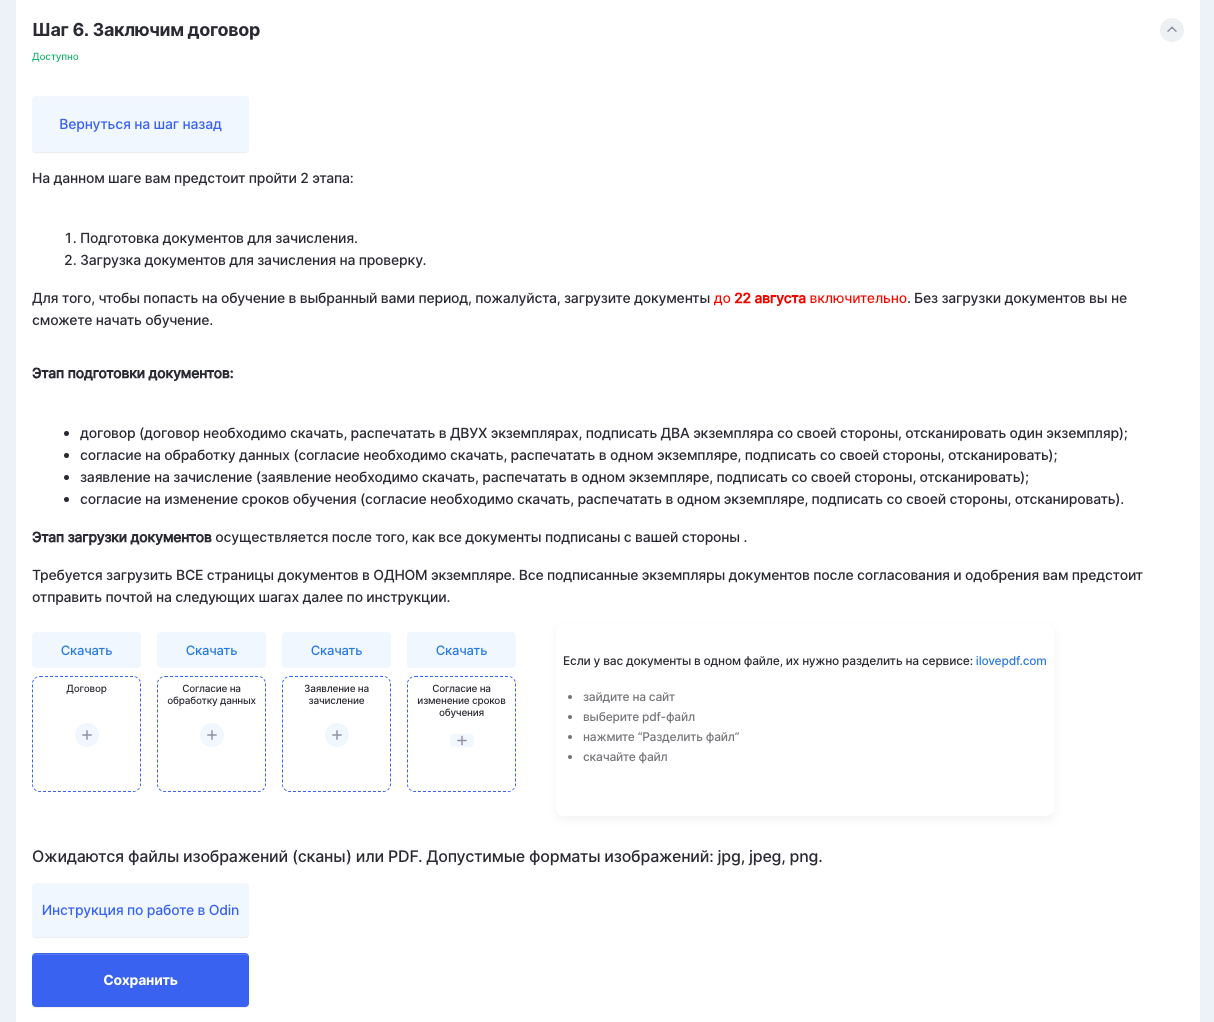 Шаг 6. Заключим договор
Доступно
Вернуться на шаг назад
На данном шаге вам предстоит пройти 2 этапа:
1. Подготовка документов для зачисления.
2. Загрузка документов для зачисления на проверку.
Для того, чтобы попасть на обучение в выбранный вами период, пожалуйста, загрузите документы до 22 августа включительно. Без загрузки документов вы не
сможете начать обучение.
Этап подготовки документов:
• договор (договор необходимо скачать, распечатать в ДВУХ экземплярах, подписать ДВА экземпляра со своей стороны, отсканировать один экземпляр);
• согласие на обработку данных (согласие необходимо скачать, распечатать в одном экземпляре, подписать со своей стороны, отсканировать);
• заявление на зачисление (заявление необходимо скачать, распечатать в одном экземпляре, подписать со своей стороны, отсканировать);
• согласие на изменение сроков обучения (согласие необходимо скачать, распечатать в одном экземпляре, подписать со своей стороны, отсканировать).
Этап загрузки документов осуществляется после того, как все документы подписаны с вашей стороны .
Требуется загрузить ВСЕ страницы документов в ОДНОМ экземпляре. Все подписанные экземпляры документов после согласования и одобрения вам предстоит
отправить почтой на следующих шагах далее по инструкции.
Скачать
Договор
+
Скачать
Согласие на
обработку данных
+
Скачать
Заявление на
зачисление
+
Скачать
Согласие на
изменение сроков
обучения
+
Если у вас документы в одном файле, их нужно разделить на сервисе: ilovepdf.com
• зайдите на сайт
• выберите pdf-файл
• нажмите “Разделить файл”
• скачайте файл
Ожидаются файлы изображений (сканы) или PDF. Допустимые форматы изображений: jpg, jpeg, png.
Инструкция по работе в Odin
Сохранить